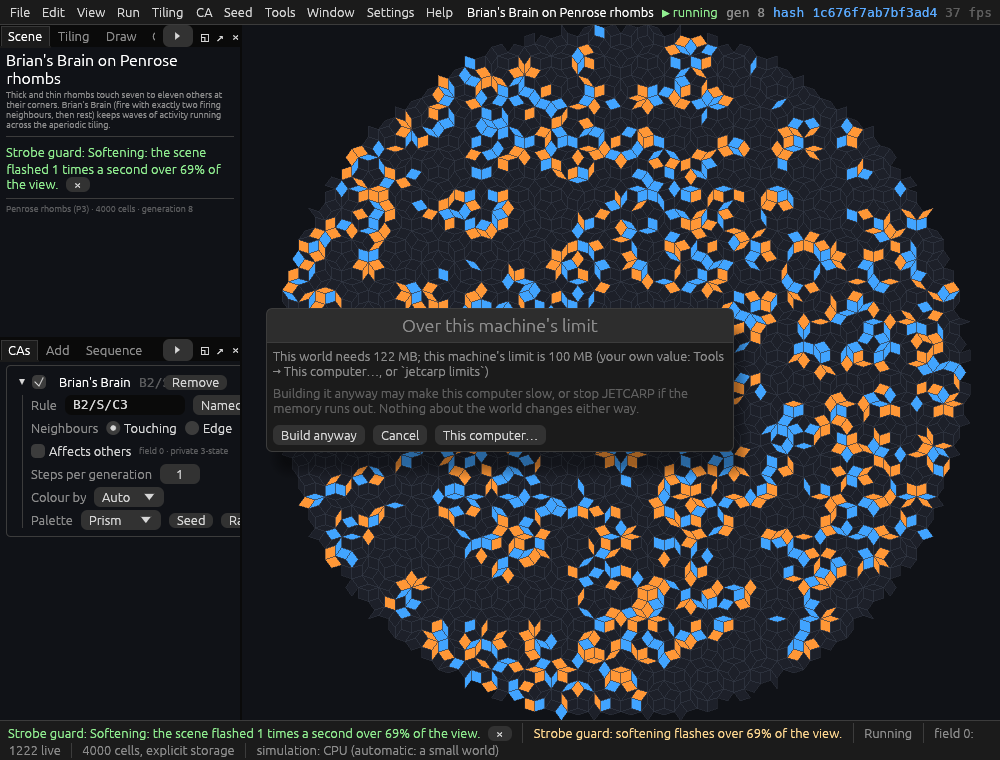 File Edit View Run Tiling CA Seed Tools Window Settings Help Brian's Brain on Penrose rhombs ▶ running gen 8 hash 1c676f7ab7bf3ad4 37 fps
Scene Tiling Draw
Brian's Brain on Penrose
rhombs
Thick and thin rhombs touch seven to eleven others at
their corners. Brian's Brain (fire with exactly two firing
neighbours, then rest) keeps waves of activity running
across the aperiodic tiling.
Strobe guard: Softening: the scene
flashed 1 times a second over 69% of
the view. ×
Penrose rhombs (P3) · 4000 cells · generation 8
CAs Add Sequence
Brian's Brain B2/ Remove
Rule B2/S/C3 Named
Neighbours Touching Edge
Affects others field 0 · private 3-state
Steps per generation 1
Colour by Auto
Palette Prism Seed Ra
Over this machine's limit
This world needs 122 MB; this machine's limit is 100 MB (your own value: Tools
→ This computer…, or `jetcarp limits`)
Building it anyway may make this computer slow, or stop JETCARP if the
memory runs out. Nothing about the world changes either way.
Build anyway Cancel This computer…
Strobe guard: Softening: the scene flashed 1 times a second over 69% of the view. × Strobe guard: softening flashes over 69% of the view. Running field 0:
1222 live 4000 cells, explicit storage simulation: CPU (automatic: a small world)